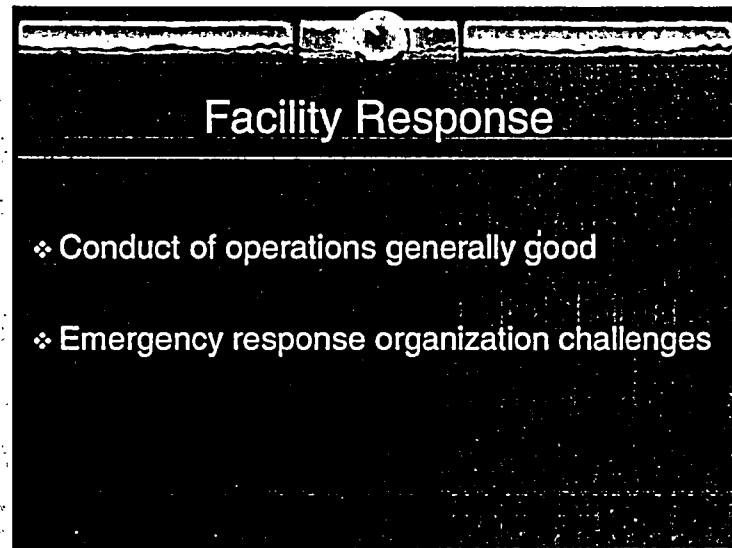 Facility Response
❖ Conduct of operations generally good
❖ Emergency response organization challenges